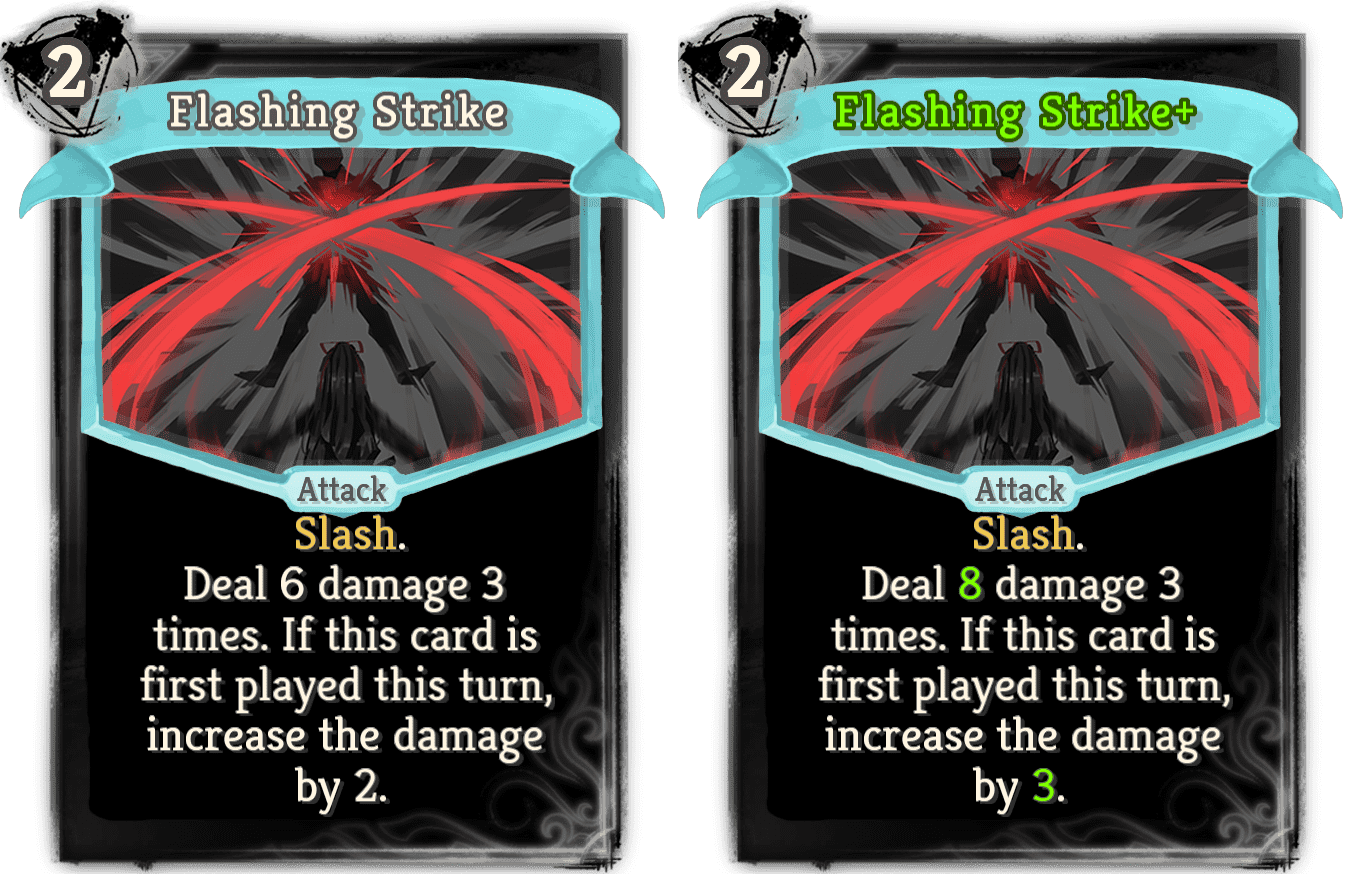 2
Flashing Strike
Attack
Slash.
Deal 6 damage 3
times. If this card is
first played this turn,
increase the damage
by 2.
2
Flashing Strike+
Attack
Slash.
Deal 8 damage 3
times. If this card is
first played this turn,
increase the damage
by 3.